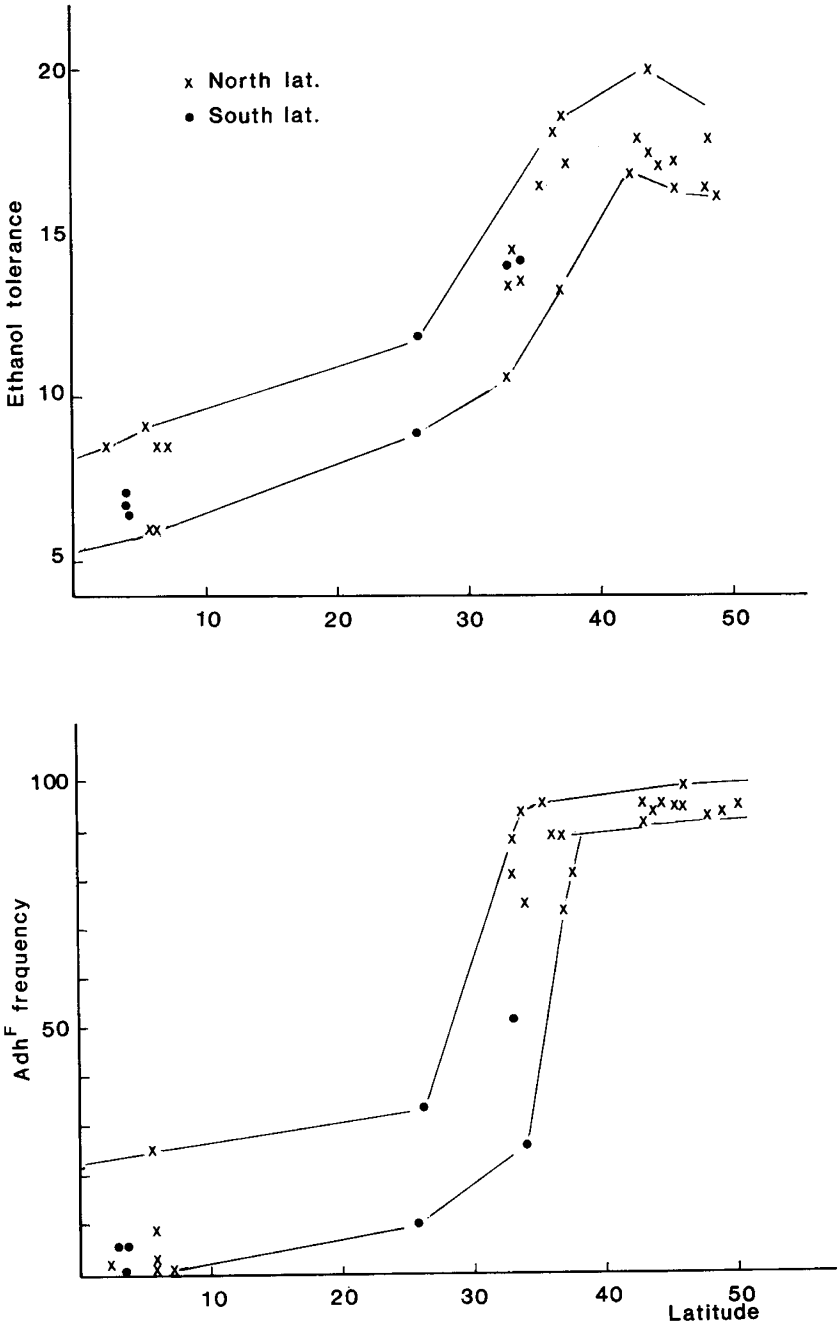 20
x North lat.
● South lat.
15
Ethanol tolerance
10
5
10 20 30 40 50
100
50
Adh^F frequency
10 20 30 40 50
Latitude